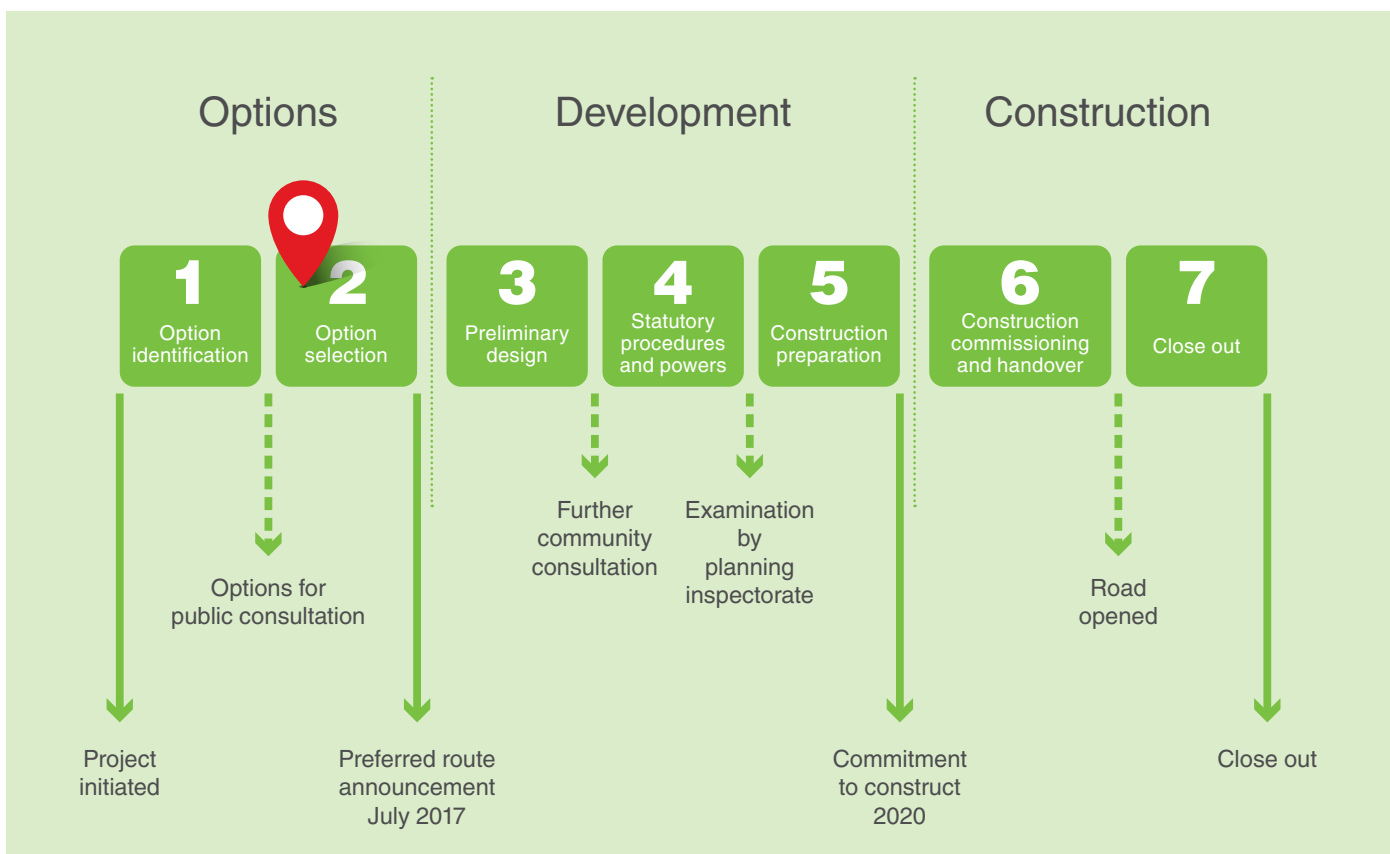 Options
Development
Construction
1
Option
identification
2
Option
selection
3
Preliminary
design
4
Statutory
procedures
and powers
5
Construction
preparation
6
Construction
commissioning
and handover
7
Close out
Further
community
consultation
Examination
by
planning
inspectorate
Options for
public consultation
Road
opened
Project
initiated
Preferred route
announcement
July 2017
Commitment
to construct
2020
Close out